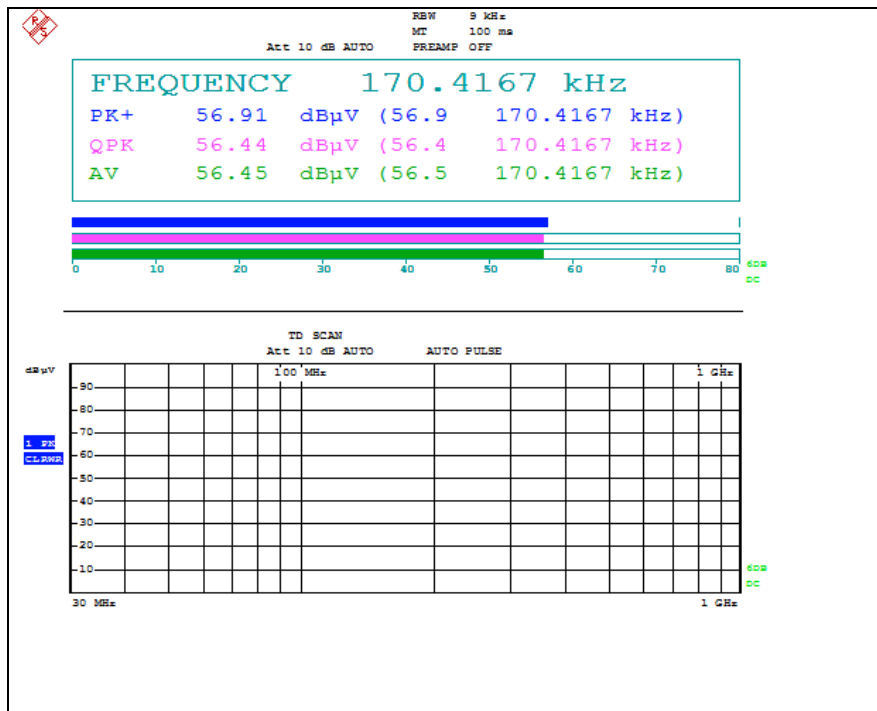 R S
RBW 9 kHz
MT 100 ms
Att 10 dB AUTO PREAMP OFF
FREQUENCY 170.4167 kHz
PK+ 56.91 dBµV (56.9 170.4167 kHz)
QPK 56.44 dBµV (56.4 170.4167 kHz)
AV 56.45 dBµV (56.5 170.4167 kHz)
0 10 20 30 40 50 60 70 80
6DB
DC
TD SCAN
Att 10 dB AUTO AUTO PULSE
dBµV
100 MHz 1 GHz
90
80
70
1 PK
60
CLRWR
50
40
30
20
10
6DB
DC
30 MHz 1 GHz